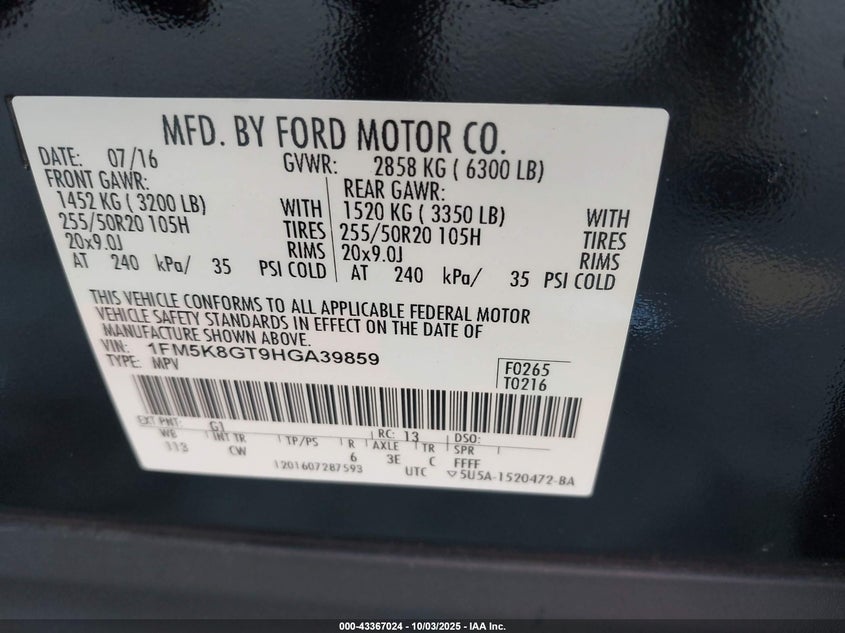 MFD. BY FORD MOTOR CO.
DATE: 07/16 GVWR: 2858 KG ( 6300 LB)
FRONT GAWR: REAR GAWR:
1452 KG ( 3200 LB) WITH 1520 KG ( 3350 LB) WITH
255/50R20 105H TIRES 255/50R20 105H TIRES
20x9.0J RIMS 20x9.0J RIMS
AT 240 kPa/ 35 PSI COLD AT 240 kPa/ 35 PSI COLD
THIS VEHICLE CONFORMS TO ALL APPLICABLE FEDERAL MOTOR
VEHICLE SAFETY STANDARDS IN EFFECT ON THE DATE OF
MANUFACTURE SHOWN ABOVE.
VIN: 1FM5K8GT9HGA39859 F0265
TYPE: MPV T0216
EXT PNT: G1 RC: 13 DSO:
WB INT TR TP/PS R AXLE TR SPR
113 CW 6 3E C FFFF
1201607287593 UTC ▽5U5A-1520472-BA
000-43367024 - 10/03/2025 - IAA Inc.